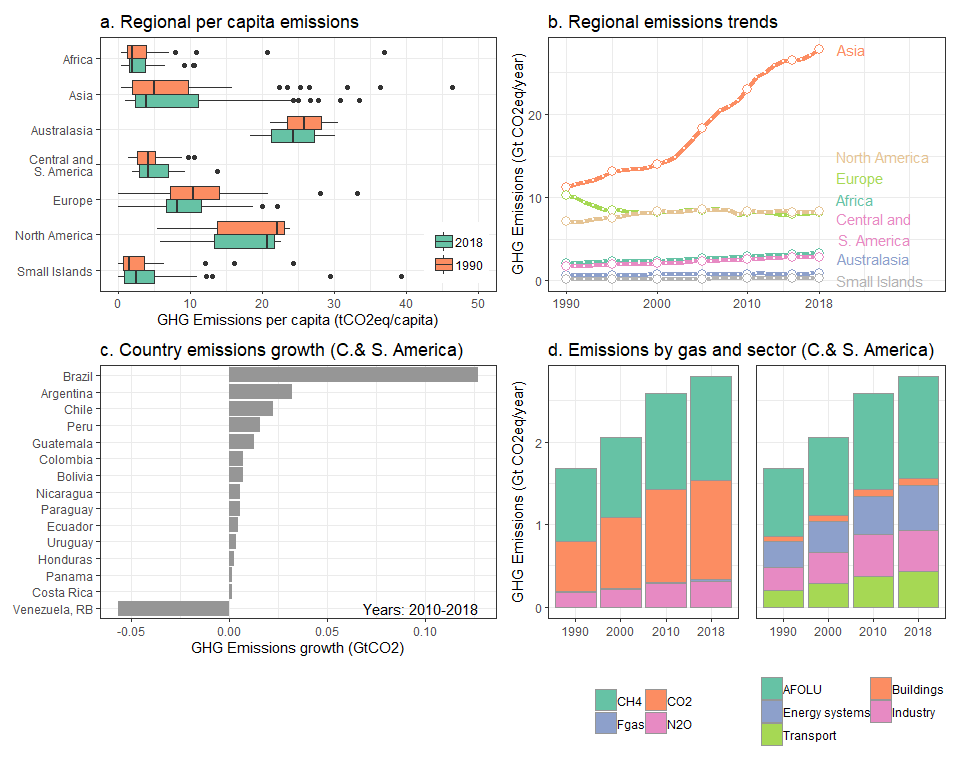 a. Regional per capita emissions
Africa
Asia
Australasia
Central and
S. America
Europe
North America
Small Islands
2018
1990
0
10
20
30
40
50
GHG Emissions per capita (tCO2eq/capita)
b. Regional emissions trends
GHG Emissions (Gt CO2eq/year)
20
10
0
Asia
North America
Europe
Africa
Central and
S. America
Australasia
Small Islands
1990
2000
2010
2018
c. Country emissions growth (C.& S. America)
Brazil
Argentina
Chile
Peru
Guatemala
Colombia
Bolivia
Nicaragua
Paraguay
Ecuador
Uruguay
Honduras
Panama
Costa Rica
Venezuela, RB
Years: 2010-2018
-0.05
0.00
0.05
0.10
GHG Emissions growth (GtCO2)
d. Emissions by gas and sector (C.& S. America)
GHG Emissions (Gt CO2eq/year)
2
1
0
1990
2000
2010
2018
1990
2000
2010
2018
CH4
CO2
Fgas
N2O
AFOLU
Buildings
Energy systems
Industry
Transport